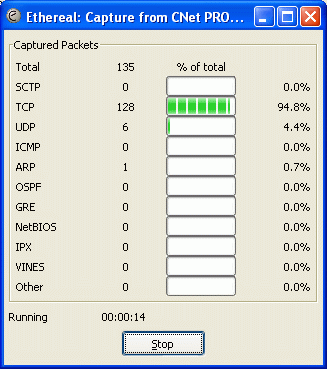 Ethereal: Capture from CNet PRO...
Captured Packets
Total 135 % of total
SCTP 0 0.0%
TCP 128 94.8%
UDP 6 4.4%
ICMP 0 0.0%
ARP 1 0.7%
OSPF 0 0.0%
GRE 0 0.0%
NetBIOS 0 0.0%
IPX 0 0.0%
VINES 0 0.0%
Other 0 0.0%
Running 00:00:14
Stop